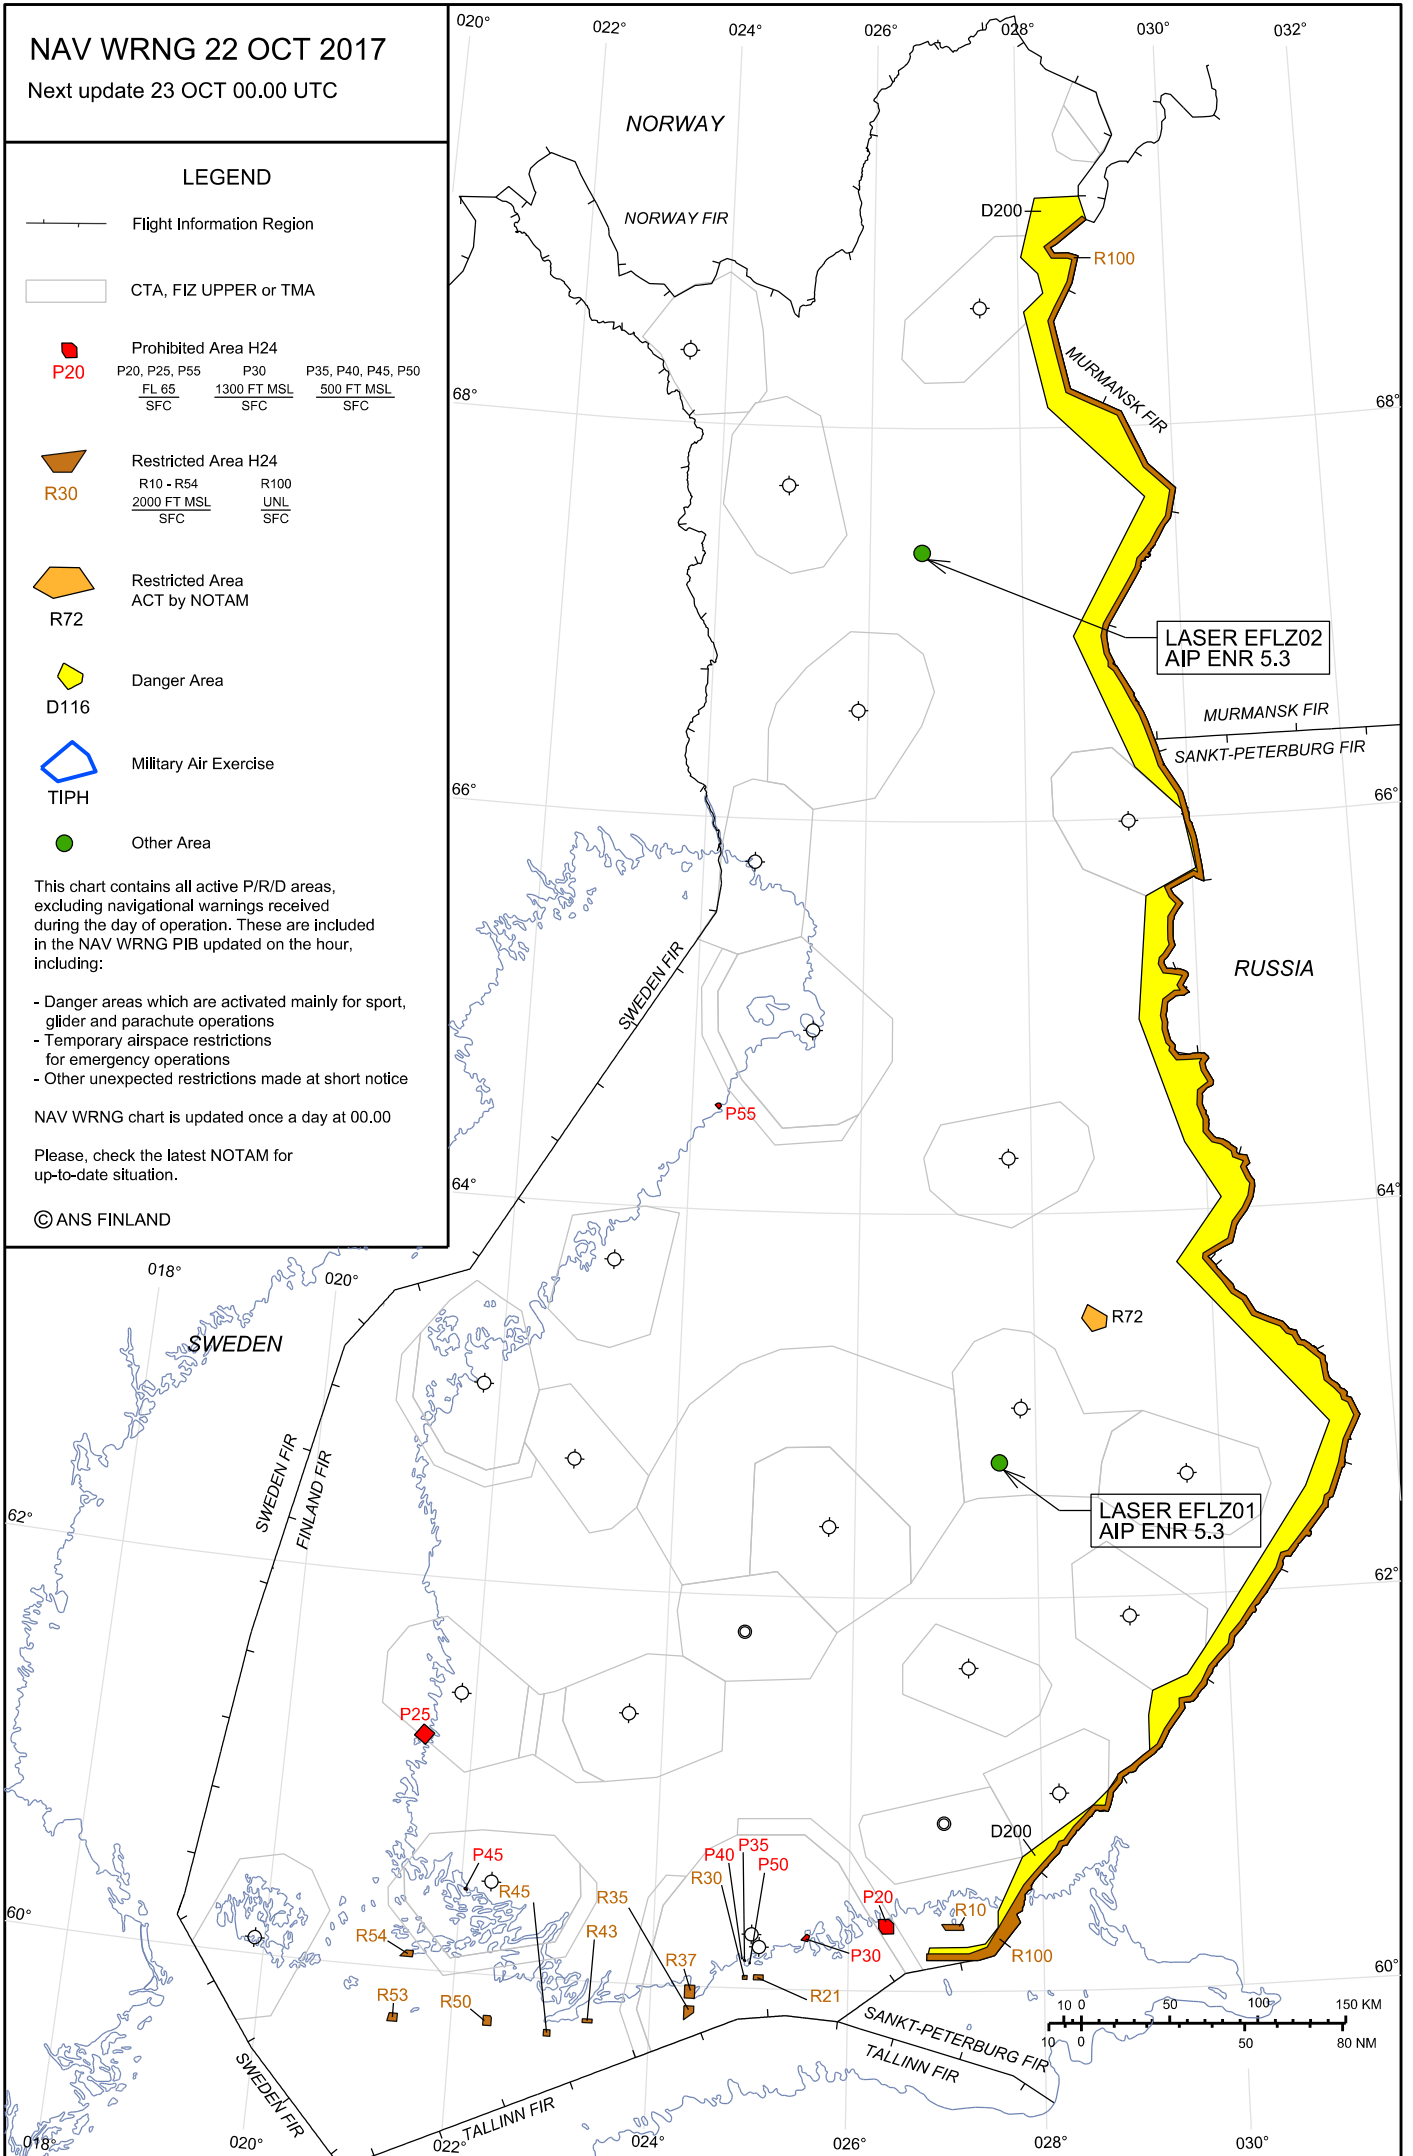 NAV WRNG 22 OCT 2017
Next update 23 OCT 00.00 UTC
LEGEND
Flight Information Region
CTA, FIZ UPPER or TMA
Prohibited Area H24
P20
P20, P25, P55 P30 P35, P40, P45, P50
FL 65 1300 FT MSL 500 FT MSL
SFC SFC SFC
Restricted Area H24
R30
R10 - R54 R100
2000 FT MSL UNL
SFC SFC
Restricted Area
ACT by NOTAM
R72
Danger Area
D116
Military Air Exercise
TIPH
Other Area
This chart contains all active P/R/D areas,
excluding navigational warnings received
during the day of operation. These are included
in the NAV WRNG PIB updated on the hour,
including:
- Danger areas which are activated mainly for sport,
glider and parachute operations
- Temporary airspace restrictions
for emergency operations
- Other unexpected restrictions made at short notice
NAV WRNG chart is updated once a day at 00.00
Please, check the latest NOTAM for
up-to-date situation.
© ANS FINLAND
020° 022° 024° 026° 028° 030° 032°
NORWAY
NORWAY FIR
D200
R100
MURMANSK FIR
68° 68°
LASER EFLZ02
AIP ENR 5.3
MURMANSK FIR
SANKT-PETERBURG FIR
66° 66°
SWEDEN FIR
RUSSIA
P55
64° 64°
018° 020°
SWEDEN
R72
SWEDEN FIR
FINLAND FIR
LASER EFLZ01
AIP ENR 5.3
62° 62°
P25
D200
P45
P40 P35
P50
R30
R45
R35
R43
P20
R10
R54
R37
P30
R100
R53
R50
R21
60° 60°
10 0 50 100 150 KM
10 0 50 80 NM
SANKT-PETERBURG FIR
TALLINN FIR
SWEDEN FIR
TALLINN FIR
018° 020° 022° 024° 026° 028° 030°